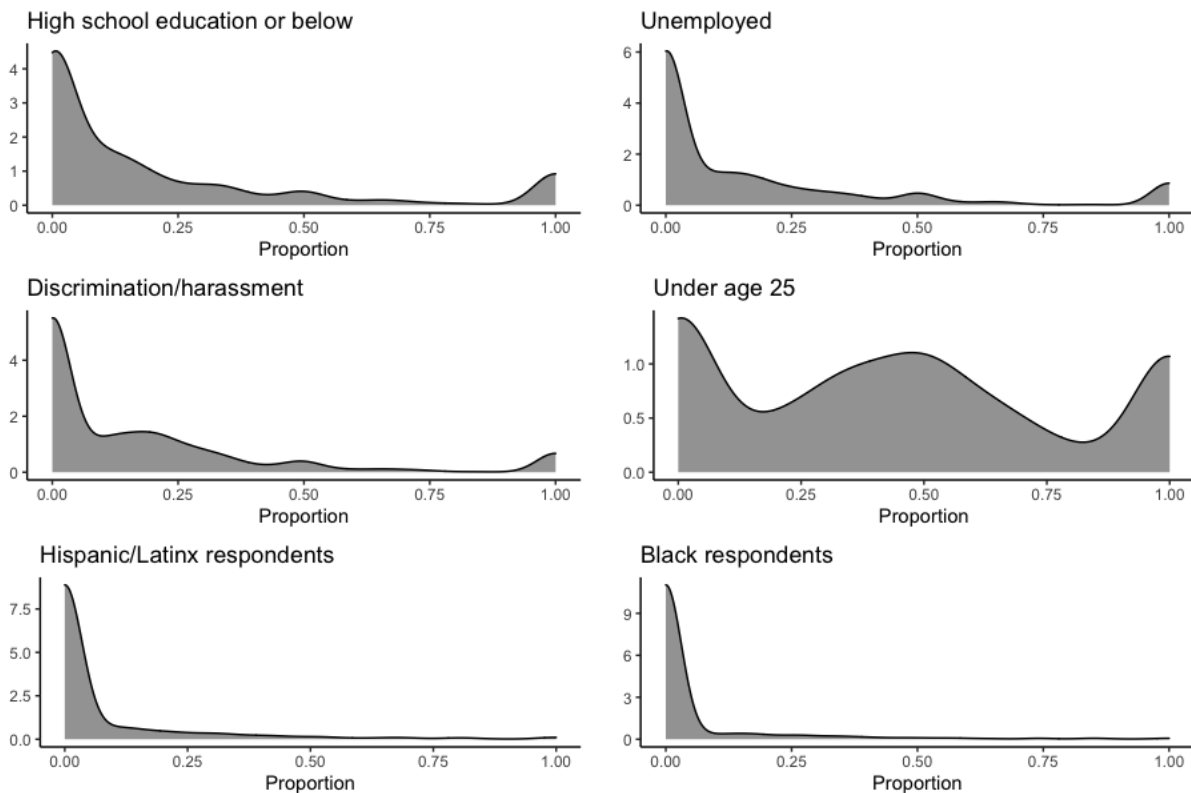 High school education or below
4
3
2
1
0
0.00 0.25 0.50 0.75 1.00
Proportion
Unemployed
6
4
2
0
0.00 0.25 0.50 0.75 1.00
Proportion
Discrimination/harassment
4
2
0
0.00 0.25 0.50 0.75 1.00
Proportion
Under age 25
1.0
0.5
0.0
0.00 0.25 0.50 0.75 1.00
Proportion
Hispanic/Latinx respondents
7.5
5.0
2.5
0.0
0.00 0.25 0.50 0.75 1.00
Proportion
Black respondents
9
6
3
0
0.00 0.25 0.50 0.75 1.00
Proportion